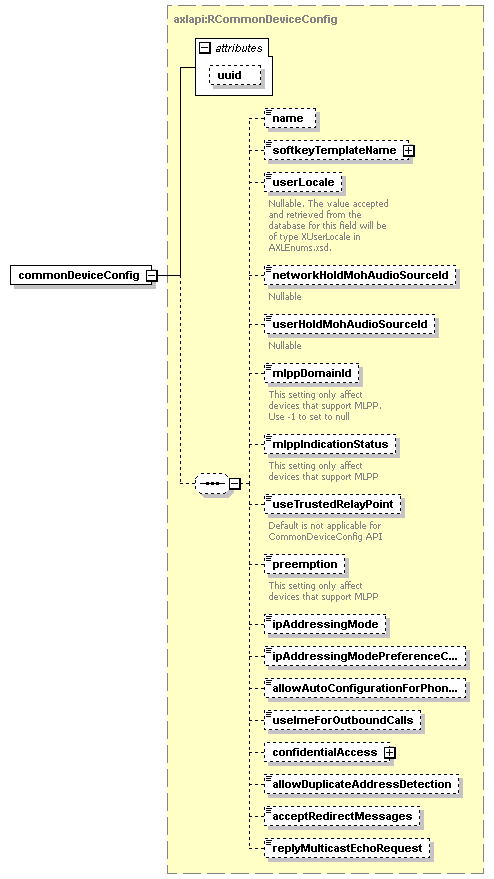 axlapi:RCommonDeviceConfig
attributes
uuid
name
softkeyTemplateName
userLocale
Nullable. The value accepted
and retrieved from the
database for this field will be
of type XUserLocale in
AXLEnums.xsd.
commonDeviceConfig
networkHoldMohAudioSourceId
Nullable
userHoldMohAudioSourceId
Nullable
mlppDomainId
This setting only affect
devices that support MLPP.
Use -1 to set to null
mlppIndicationStatus
This setting only affect
devices that support MLPP
useTrustedRelayPoint
Default is not applicable for
CommonDeviceConfig API
preemption
This setting only affect
devices that support MLPP
ipAddressingMode
ipAddressingModePreferenceC...
allowAutoConfigurationForPhon...
useImeForOutboundCalls
confidentialAccess
allowDuplicateAddressDetection
acceptRedirectMessages
replyMulticastEchoRequest